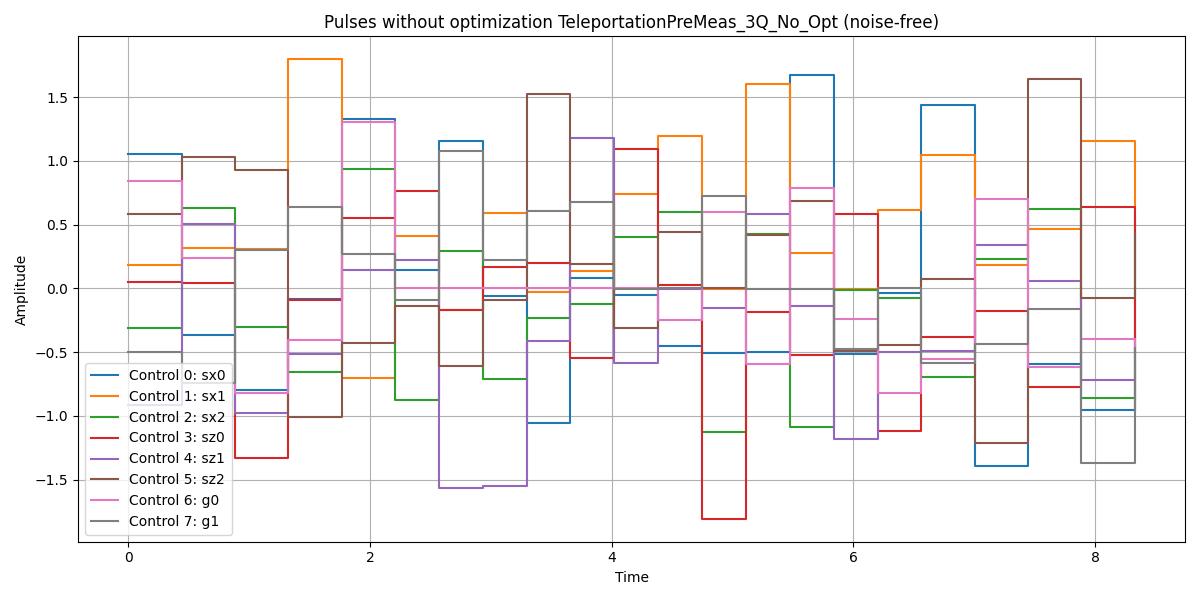 Pulses without optimization TeleportationPreMeas_3Q_No_Opt (noise-free)
Amplitude
1.5
1.0
0.5
0.0
−0.5
−1.0
−1.5
Control 0: sx0
Control 1: sx1
Control 2: sx2
Control 3: sz0
Control 4: sz1
Control 5: sz2
Control 6: g0
Control 7: g1
0 2 4 6 8
Time